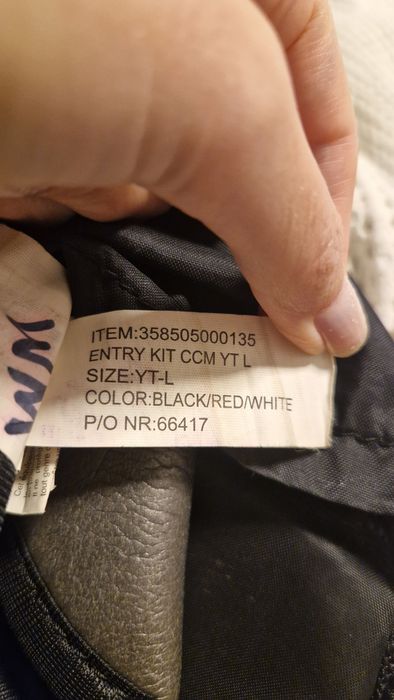 ITEM:358505000135
ENTRY KIT CCM YT L
SIZE:YT-L
COLOR:BLACK/RED/WHITE
P/O NR:66417